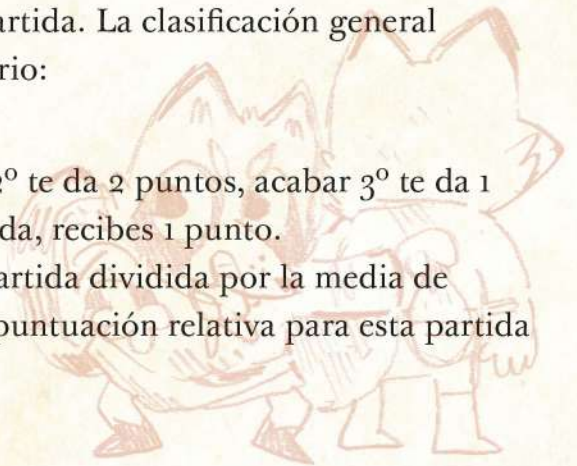 artida. La clasificación general
rio:
2º te da 2 puntos, acabar 3º te da 1
da, recibes 1 punto.
artida dividida por la media de
puntuación relativa para esta partida